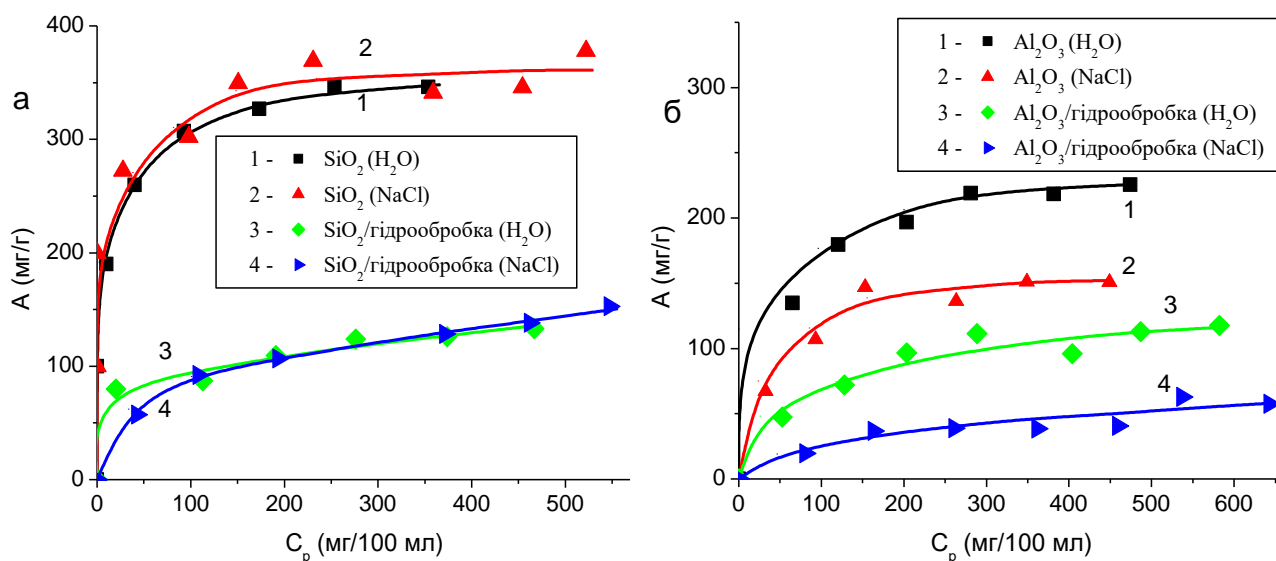 а
A (мг/г)
400
300
200
100
0
2
1
1 - SiO₂ (H₂O)
2 - SiO₂ (NaCl)
3 - SiO₂/гідрообробка (H₂O)
4 - SiO₂/гідрообробка (NaCl)
3
4
0 100 200 300 400 500
Cₚ (мг/100 мл)
б
A (мг/г)
300
200
100
0
1 - Al₂O₃ (H₂O)
2 - Al₂O₃ (NaCl)
3 - Al₂O₃/гідрообробка (H₂O)
4 - Al₂O₃/гідрообробка (NaCl)
1
2
3
4
0 100 200 300 400 500 600
Cₚ (мг/100 мл)